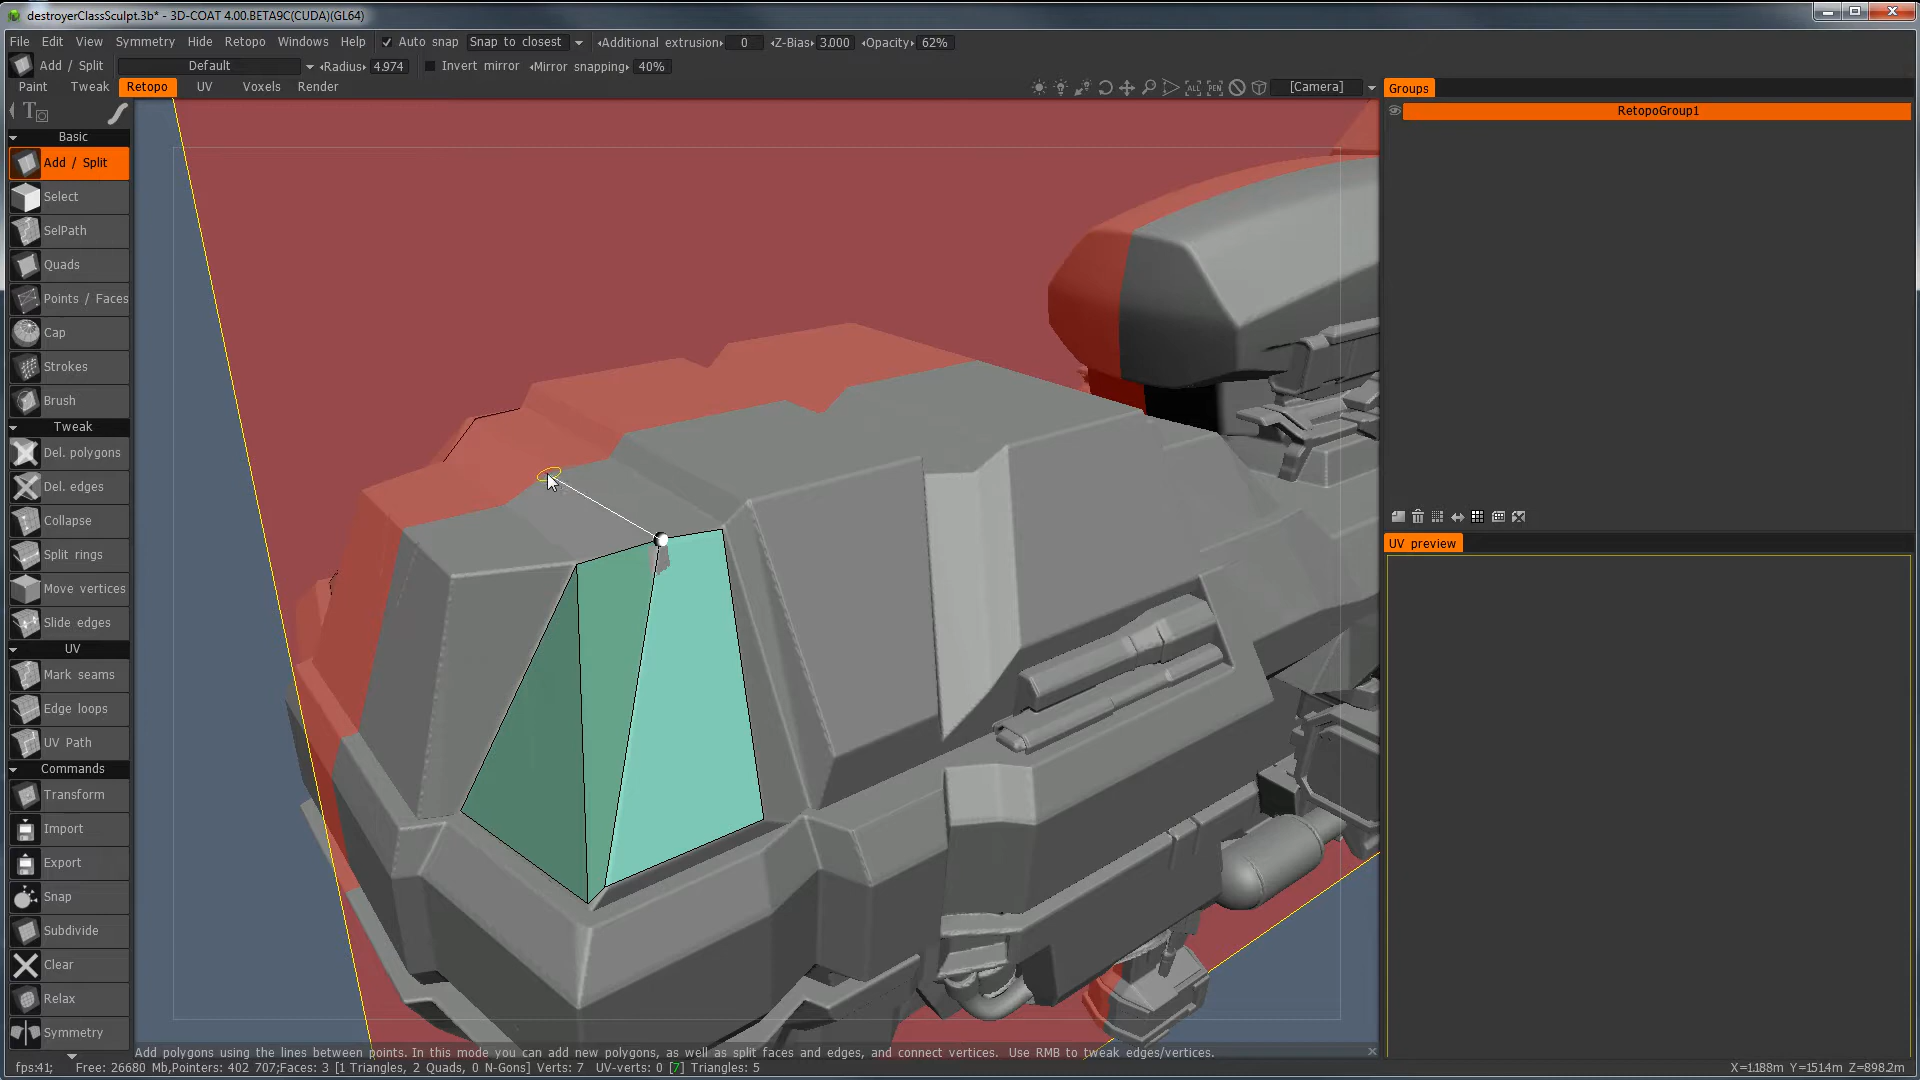 destroyerClassSculpt.3b* - 3D-COAT 4.00.BETA9C(CUDA)(GL64)
File Edit View Symmetry Hide Retopo Windows Help Auto snap Snap to closest Additional extrusion 0 Z-Bias 3.000 Opacity 62%
Add / Split Default Radius 4.974 Invert mirror Mirror snapping 40%
Paint Tweak Retopo UV Voxels Render ALL PEN [Camera] Groups
RetopoGroup1
Basic
Add / Split
Select
SelPath
Quads
Points / Faces
Cap
Strokes
Brush
Tweak
Del. polygons
Del. edges
Collapse
UV preview
Split rings
Move vertices
Slide edges
UV
Mark seams
Edge loops
UV Path
Commands
Transform
Import
Export
Snap
Subdivide
Clear
Relax
Symmetry
Add polygons using the lines between points. In this mode you can add new polygons, as well as split faces and edges, and connect vertices. Use RMB to tweak edges/vertices.
fps:41; Free: 26680 Mb,Pointers: 402 707;Faces: 3 [1 Triangles, 2 Quads, 0 N-Gons] Verts: 7 UV-verts: 0 [7] Triangles: 5 X=1.188m Y=151.4m Z=898.2m